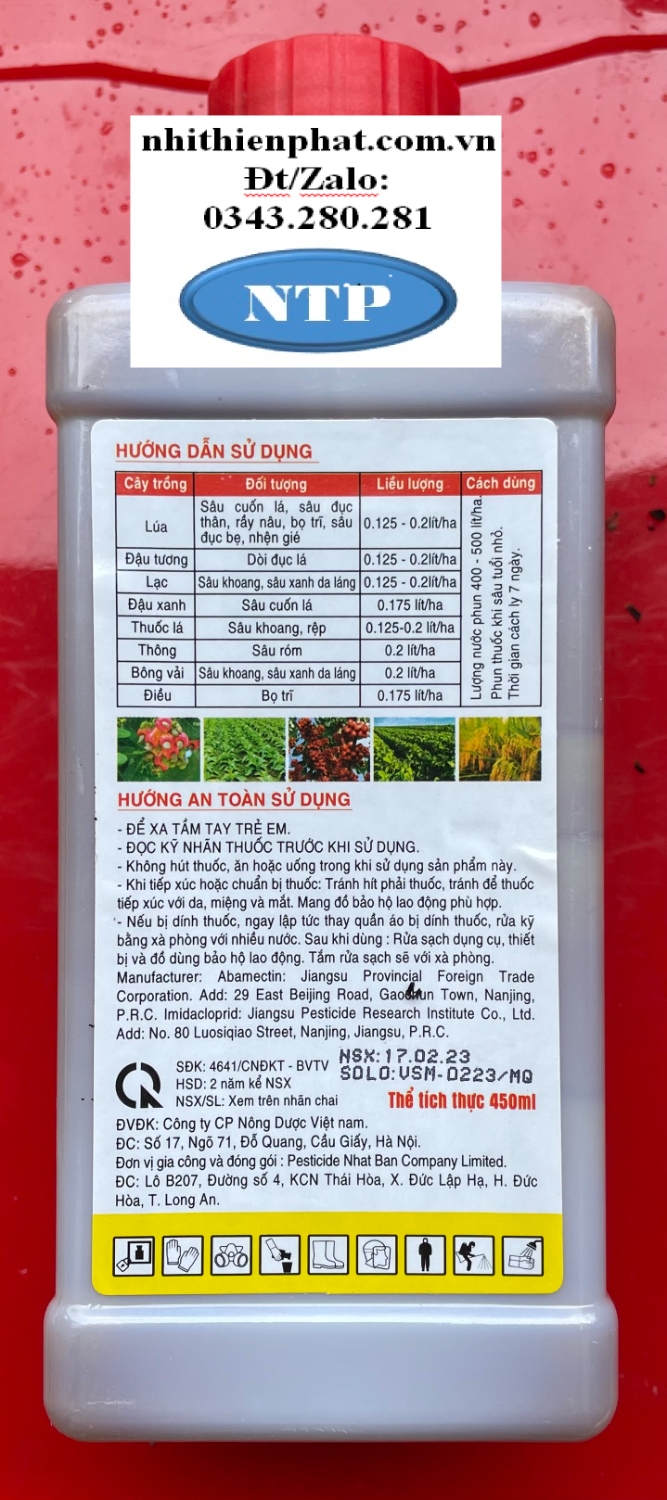 nhithienphat.com.vn
Đt/Zalo:
0343.280.281
NTP
HƯỚNG DẪN SỬ DỤNG
Cây trồng Đối tượng Liều lượng Cách dùng
Lúa
Sâu cuốn lá, sâu đục
thân, rầy nâu, bọ trĩ, sâu
đục bẹ, nhện gié
0.125 - 0.2lít/ha
Đậu tương Dòi đục lá 0.125 - 0.2lít/ha
Lạc Sâu khoang, sâu xanh da láng 0.125 - 0.2lít/ha
Đậu xanh Sâu cuốn lá 0.175 lít/ha
Thuốc lá Sâu khoang, rệp 0.125-0.2 lít/ha
Thông Sâu róm 0.2 lít/ha
Bông vải Sâu khoang, sâu xanh da láng 0.2 lít/ha
Điều Bọ trĩ 0.175 lít/ha
Lượng nước phun 400 - 500 lít/ha.
Phun thuốc khi sâu tuổi nhỏ.
Thời gian cách ly 7 ngày.
HƯỚNG AN TOÀN SỬ DỤNG
- ĐỂ XA TẦM TAY TRẺ EM.
- ĐỌC KỸ NHÃN THUỐC TRƯỚC KHI SỬ DỤNG.
- Không hút thuốc, ăn hoặc uống trong khi sử dụng sản phẩm này.
- Khi tiếp xúc hoặc chuẩn bị thuốc: Tránh hít phải thuốc, tránh để thuốc
tiếp xúc với da, miệng và mắt. Mang đồ bảo hộ lao động phù hợp.
- Nếu bị dính thuốc, ngay lập tức thay quần áo bị dính thuốc, rửa kỹ
bằng xà phòng với nhiều nước. Sau khi dùng : Rửa sạch dụng cụ, thiết
bị và đồ dùng bảo hộ lao động. Tắm rửa sạch sẽ với xà phòng.
Manufacturer: Abamectin: Jiangsu Provincial Foreign Trade
Corporation. Add: 29 East Beijing Road, Town, Nanjing,
P.R.C. Imidacloprid: Jiangsu Pesticide Research Institute Co., Ltd.
Add: No. 80 Luosiqiao Street, Nanjing, Jiangsu, P.R.C.
SĐK: 4641/CNĐKT - BVTV
HSD: 2 năm kể NSX
NSX/SL: Xem trên nhãn chai
NSX:17.02.23
SOLO:VSM-0223/MQ
Thể tích thực 450ml
ĐVĐK: Công ty CP Nông Dược Việt nam.
ĐC: Số 17, Ngõ 71, Đỗ Quang, Cầu Giấy, Hà Nội.
Đơn vị gia công và đóng gói : Pesticide Nhat Ban Company Limited.
ĐC: Lô B207, Đường số 4, KCN Thái Hòa, X. Đức Lập Hạ, H. Đức
Hòa, T. Long An.